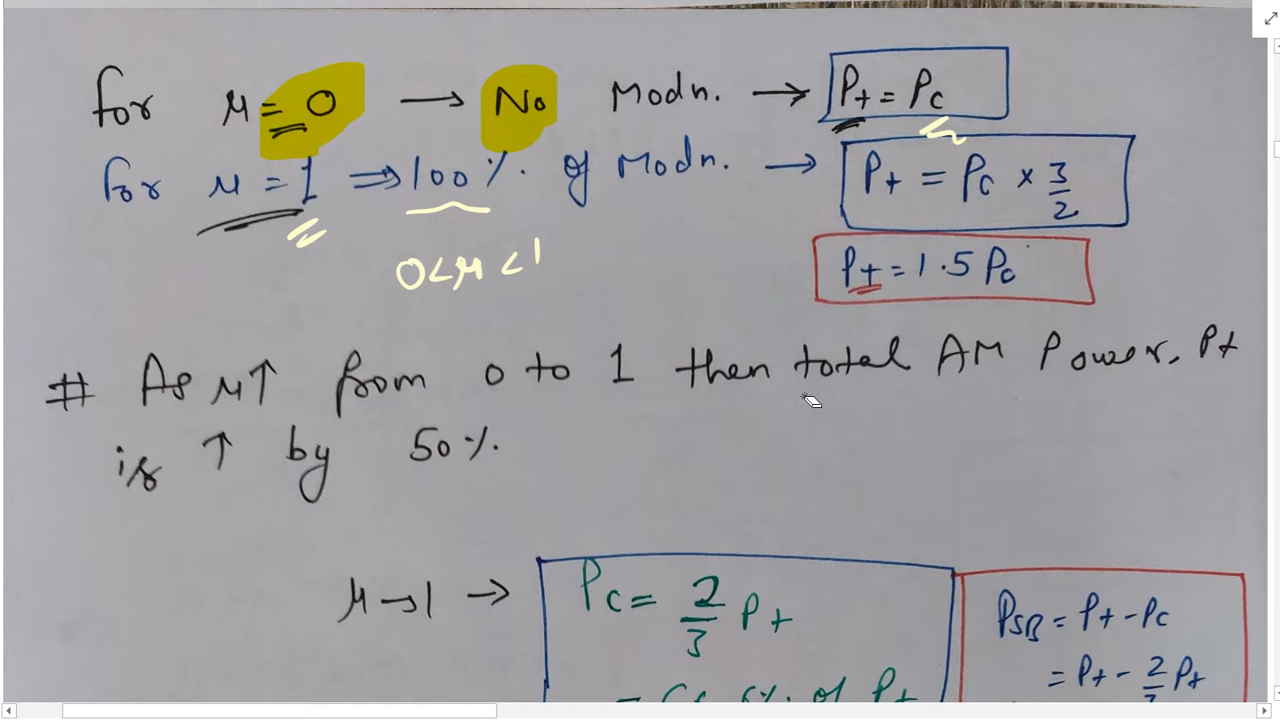 for μ = 0 → No Modn. → Pt = Pc
for μ = 1 ⇒ 100% of Modn. → Pt = Pc × 3/2
0<μ<1
Pt = 1.5 Pc
# As μ↑ from 0 to 1 then total AM Power, Pt
is ↑ by 50%.
μ→1 → Pc = 2/3 Pt
PSB = Pt - Pc
= Pt - 2/3 Pt
% of Pt